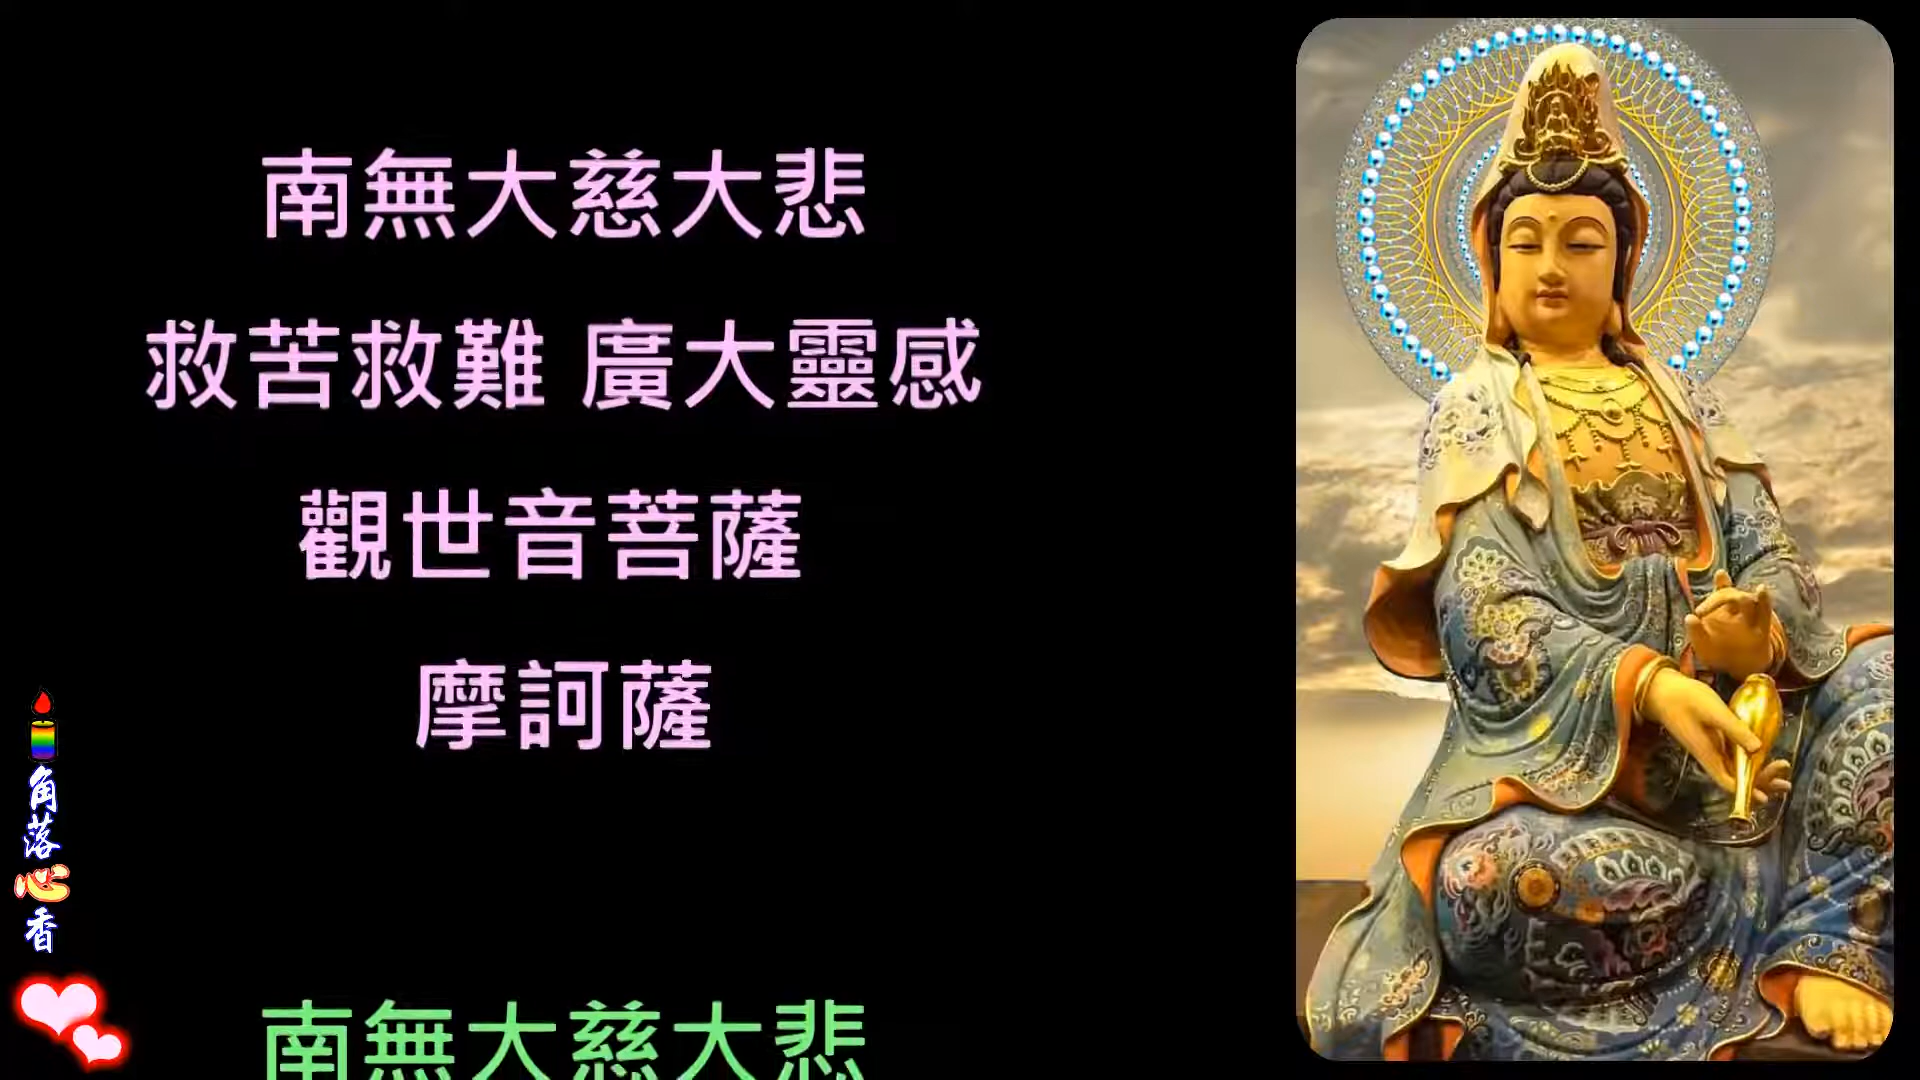 南無大慈大悲
救苦救難 廣大靈感
觀世音菩薩
摩訶薩
南無大慈大悲
角落心香